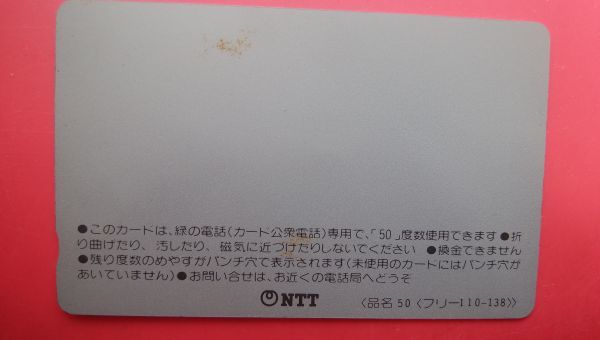 ●このカードは、緑の電話(カード公衆電話)専用で、「50」度数使用できます●折
り曲げたり、汚したり、磁気に近づけたりしないでください ●換金できません
●残り度数のめやすがパンチ穴で表示されます(未使用のカードにはパンチ穴が
あいていません)●お問い合せは、お近くの電話局へどうぞ
NTT
〈品名50〈フリー110-138〉〉